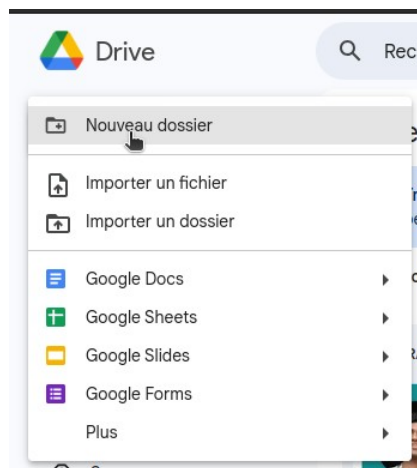 Drive
Rec
Nouveau dossier
Importer un fichier
Importer un dossier
Google Docs
Google Sheets
Google Slides
Google Forms
Plus